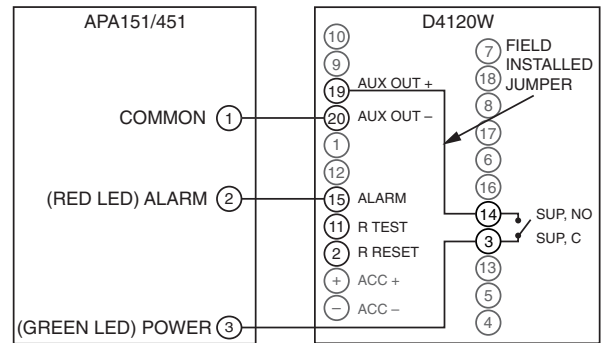 APA151/451
COMMON 1
(RED LED) ALARM 2
(GREEN LED) POWER 3
D4120W
10
9
19 AUX OUT +
20 AUX OUT –
1
12
15 ALARM
11 R TEST
2 R RESET
+ ACC +
– ACC –
7
18
8
17
6
16
14 SUP, NO
3 SUP, C
13
5
4
FIELD
INSTALLED
JUMPER